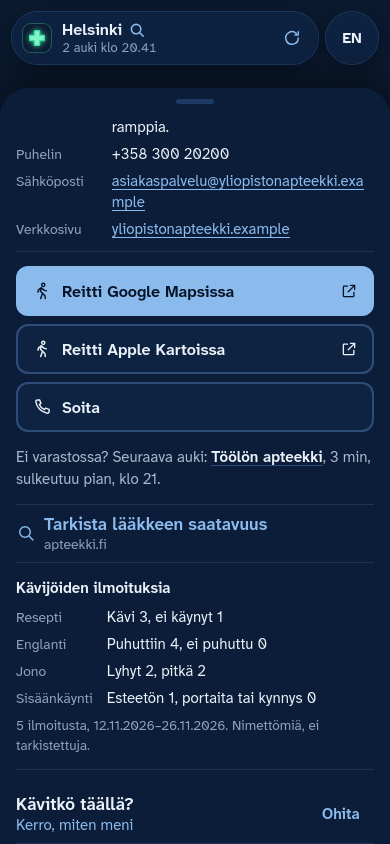 Helsinki
2 auki klo 20.41
EN
ramppia.
Puhelin +358 300 20200
Sähköposti asiakaspalvelu@yliopistonapteekki.exa
mple
Verkkosivu yliopistonapteekki.example
Reitti Google Mapsissa
Reitti Apple Kartoissa
Soita
Ei varastossa? Seuraava auki: Töölön apteekki, 3 min,
sulkeutuu pian, klo 21.
Tarkista lääkkeen saatavuus
apteekki.fi
Kävijöiden ilmoituksia
Resepti Kävi 3, ei käynyt 1
Englanti Puhuttiin 4, ei puhuttu 0
Jono Lyhyt 2, pitkä 2
Sisäänkäynti Esteetön 1, portaita tai kynnys 0
5 ilmoitusta, 12.11.2026–26.11.2026. Nimettömiä, ei
tarkistettuja.
Kävitkö täällä?
Kerro, miten meni
Ohita